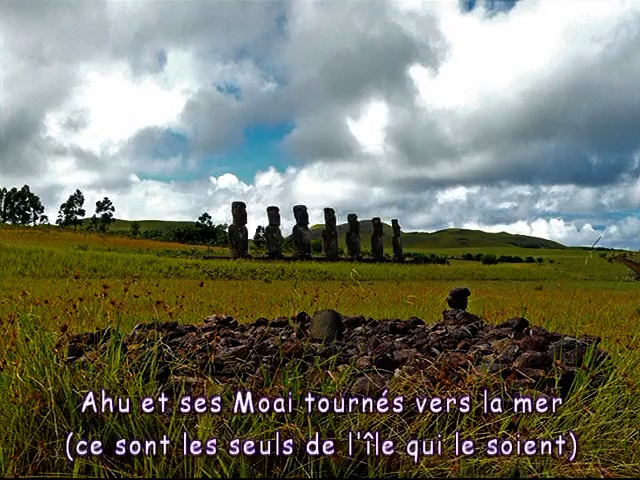 Ahu et ses Moai tournés vers la mer
(ce sont les seuls de l'île qui le soient)